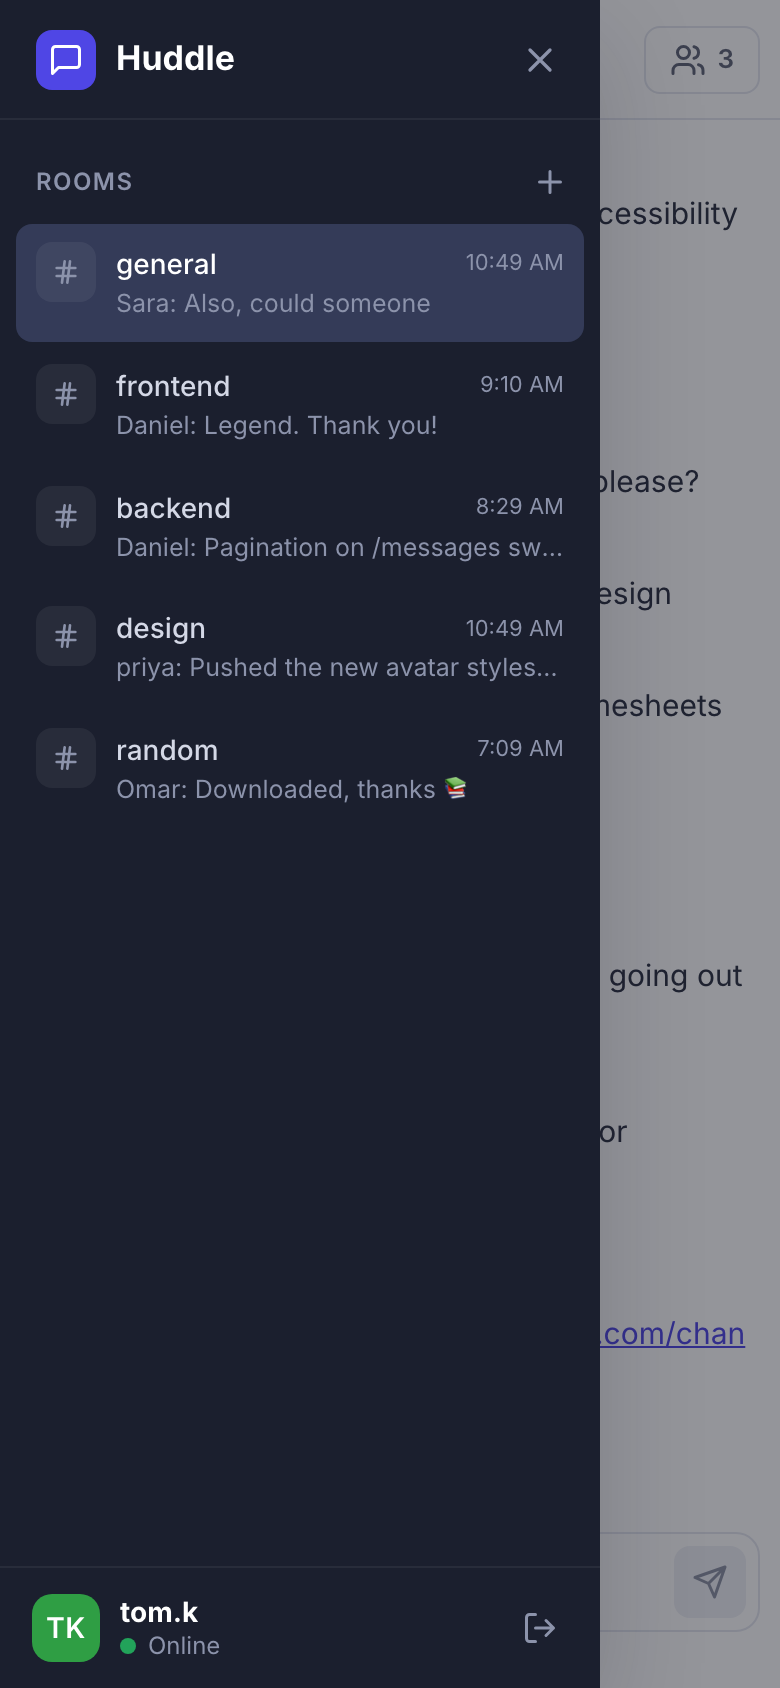 Huddle
3
ROOMS
general
10:49 AM
Sara: Also, could someone
frontend
9:10 AM
Daniel: Legend. Thank you!
backend
8:29 AM
Daniel: Pagination on /messages sw...
design
10:49 AM
priya: Pushed the new avatar styles...
random
7:09 AM
Omar: Downloaded, thanks 📚
cessibility
please?
esign
nesheets
going out
or
.com/chan
TK
tom.k
Online